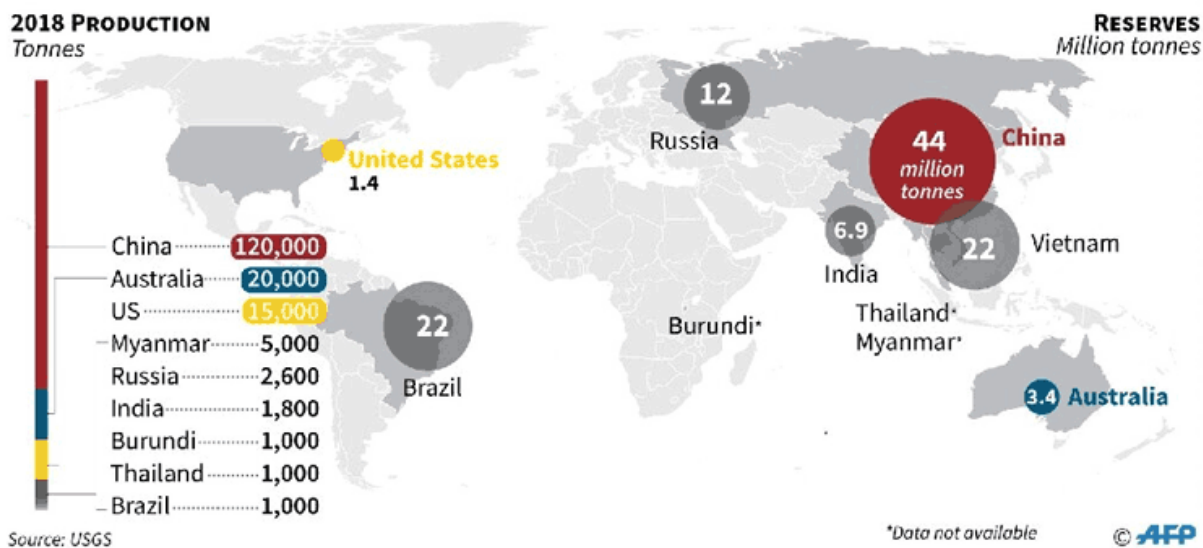 2018 PRODUCTION
Tonnes
RESERVES
Million tonnes
12
Russia
44
million
tonnes
China
United States
1.4
6.9
India
22
Vietnam
China 120,000
Australia 20,000
US 15,000
Myanmar 5,000
Russia 2,600
India 1,800
Burundi 1,000
Thailand 1,000
Brazil 1,000
22
Brazil
Burundi*
Thailand*
Myanmar*
3.4
Australia
Source: USGS
*Data not available
© AFP